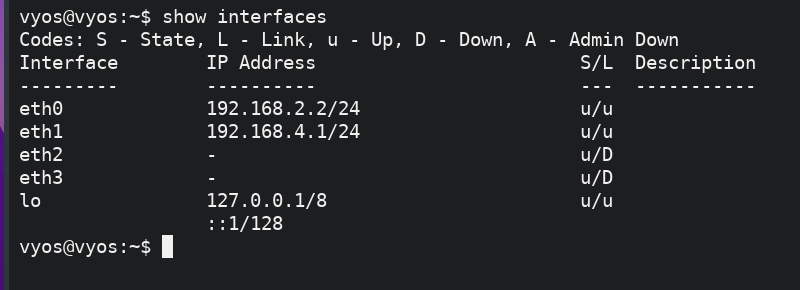 vyos@vyos:~$ show interfaces
Codes: S - State, L - Link, u - Up, D - Down, A - Admin Down
Interface        IP Address                        S/L  Description
---------        ----------                        ---  -----------
eth0             192.168.2.2/24                    u/u
eth1             192.168.4.1/24                    u/u
eth2             -                                 u/D
eth3             -                                 u/D
lo               127.0.0.1/8                       u/u
                 ::1/128
vyos@vyos:~$